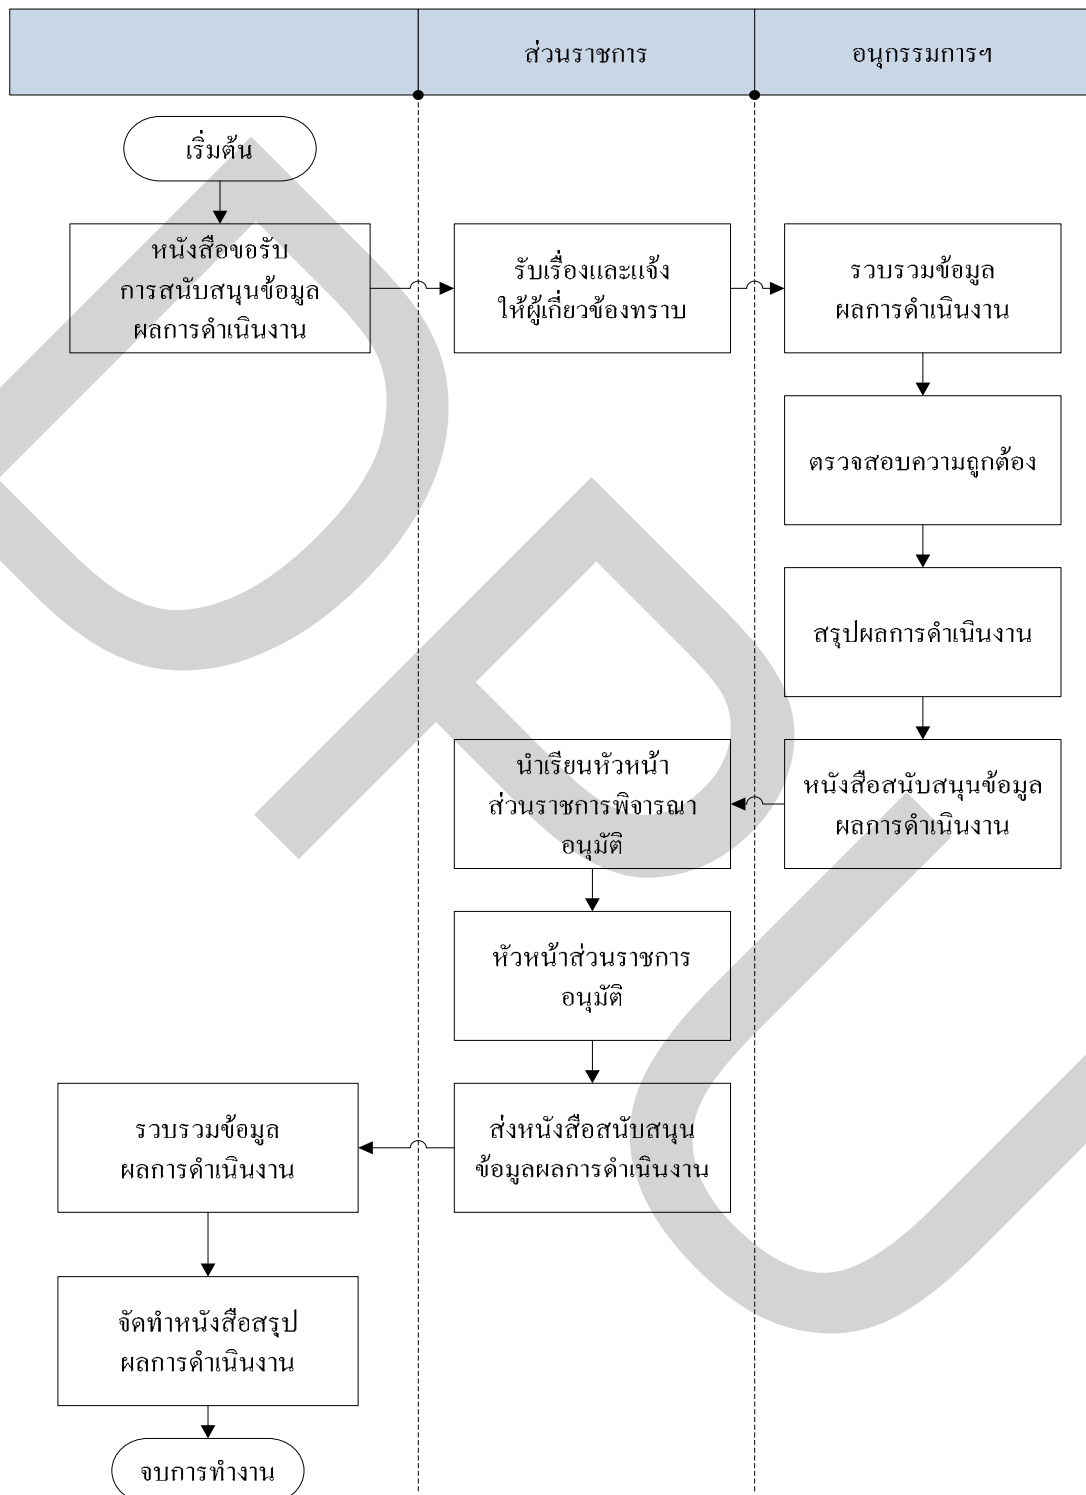 ส่วนราชการ
อนุกรรมการฯ
เริ่มต้น
หนังสือขอรับ
การสนับสนุนข้อมูล
ผลการดำเนินงาน
รับเรื่องและแจ้ง
ให้ผู้เกี่ยวข้องทราบ
รวบรวมข้อมูล
ผลการดำเนินงาน
ตรวจสอบความถูกต้อง
สรุปผลการดำเนินงาน
นำเรียนหัวหน้า
ส่วนราชการพิจารณา
อนุมัติ
หนังสือสนับสนุนข้อมูล
ผลการดำเนินงาน
หัวหน้าส่วนราชการ
อนุมัติ
รวบรวมข้อมูล
ผลการดำเนินงาน
ส่งหนังสือสนับสนุน
ข้อมูลผลการดำเนินงาน
จัดทำหนังสือสรุป
ผลการดำเนินงาน
จบการทำงาน
DPU